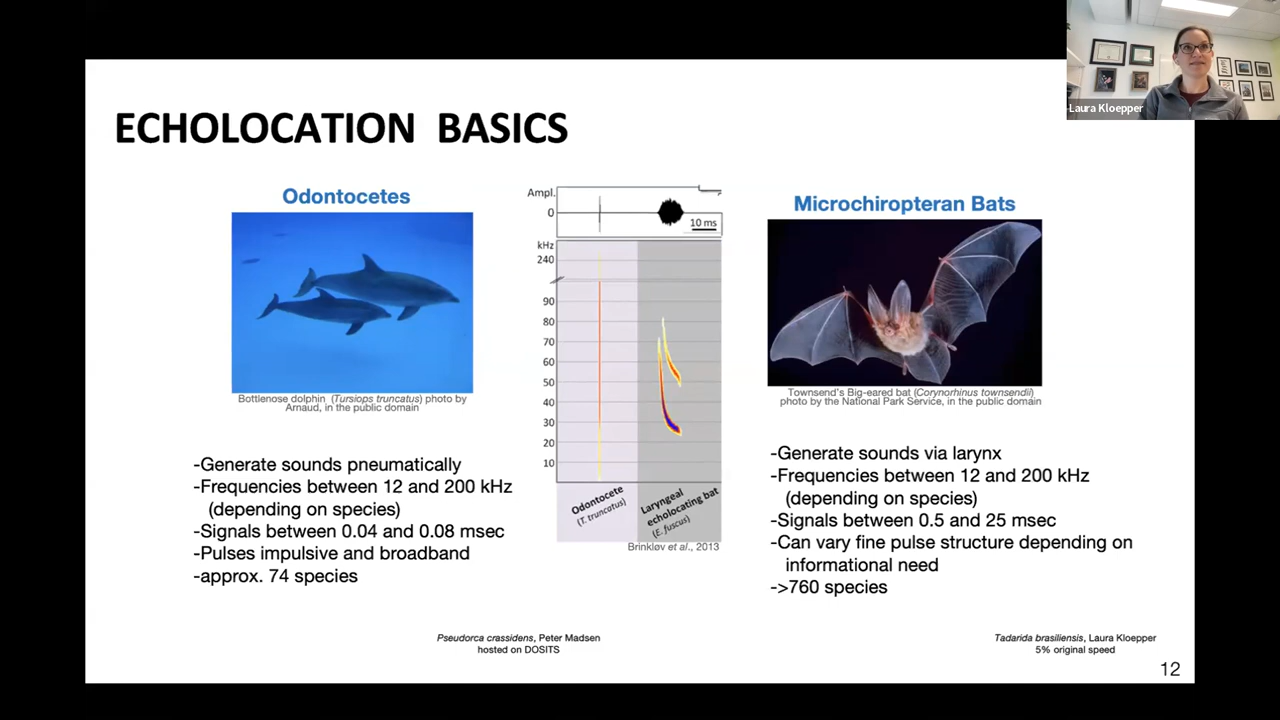 Laura Kloepper
ECHOLOCATION BASICS
Odontocetes
Bottlenose dolphin (Tursiops truncatus) photo by
Arnaud, in the public domain
-Generate sounds pneumatically
-Frequencies between 12 and 200 kHz
(depending on species)
-Signals between 0.04 and 0.08 msec
-Pulses impulsive and broadband
-approx. 74 species
Ampl.
0
10 ms
kHz
240
90
80
70
60
50
40
30
20
10
Odontocete
(T. truncatus)
Laryngeal
echolocating bat
(E. fuscus)
Brinkløv et al., 2013
Microchiropteran Bats
Townsend's Big-eared bat (Corynorhinus townsendii)
photo by the National Park Service, in the public domain
-Generate sounds via larynx
-Frequencies between 12 and 200 kHz
(depending on species)
-Signals between 0.5 and 25 msec
-Can vary fine pulse structure depending on
informational need
->760 species
Pseudorca crassidens, Peter Madsen
hosted on DOSITS
Tadarida brasiliensis, Laura Kloepper
5% original speed
12